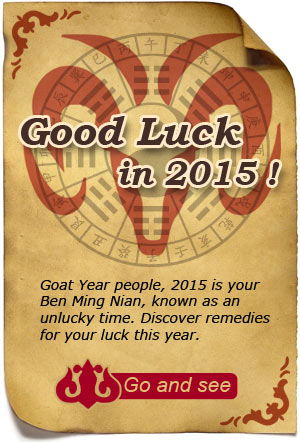 Good Luck
in 2015 !
Goat Year people, 2015 is your
Ben Ming Nian, known as an
unlucky time. Discover remedies
for your luck this year.
Go and see